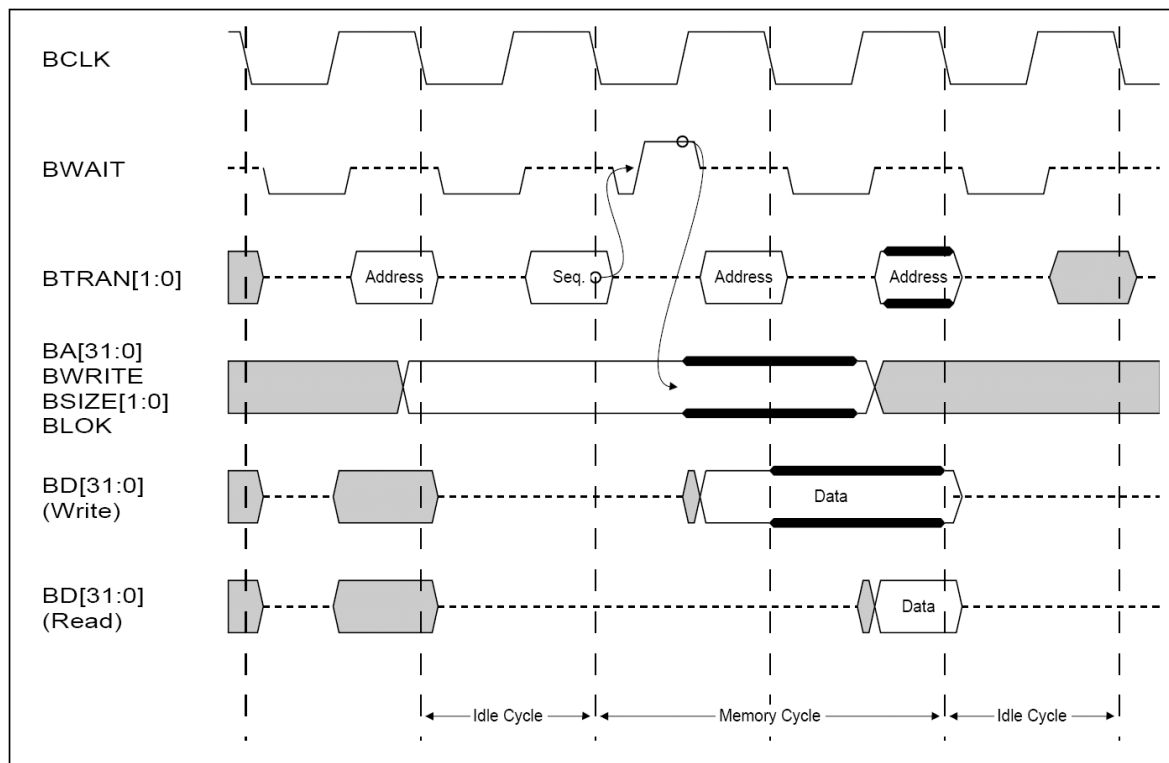 BCLK
BWAIT
BTRAN[1:0]
Address
Seq.
Address
Address
BA[31:0]
BWRITE
BSIZE[1:0]
BLOK
BD[31:0]
(Write)
Data
BD[31:0]
(Read)
Data
Idle Cycle
Memory Cycle
Idle Cycle